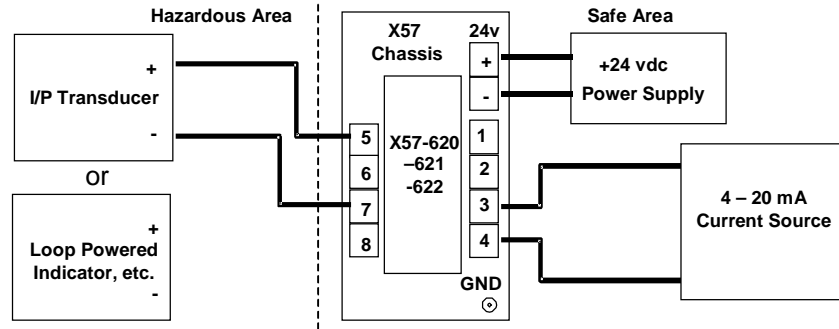 Hazardous Area
Safe Area
X57
Chassis
24v
+
-
+
I/P Transducer
-
or
+
Loop Powered
Indicator, etc.
-
5
6
7
8
X57-620
–621
-622
1
2
3
4
GND
+24 vdc
Power Supply
4 – 20 mA
Current Source